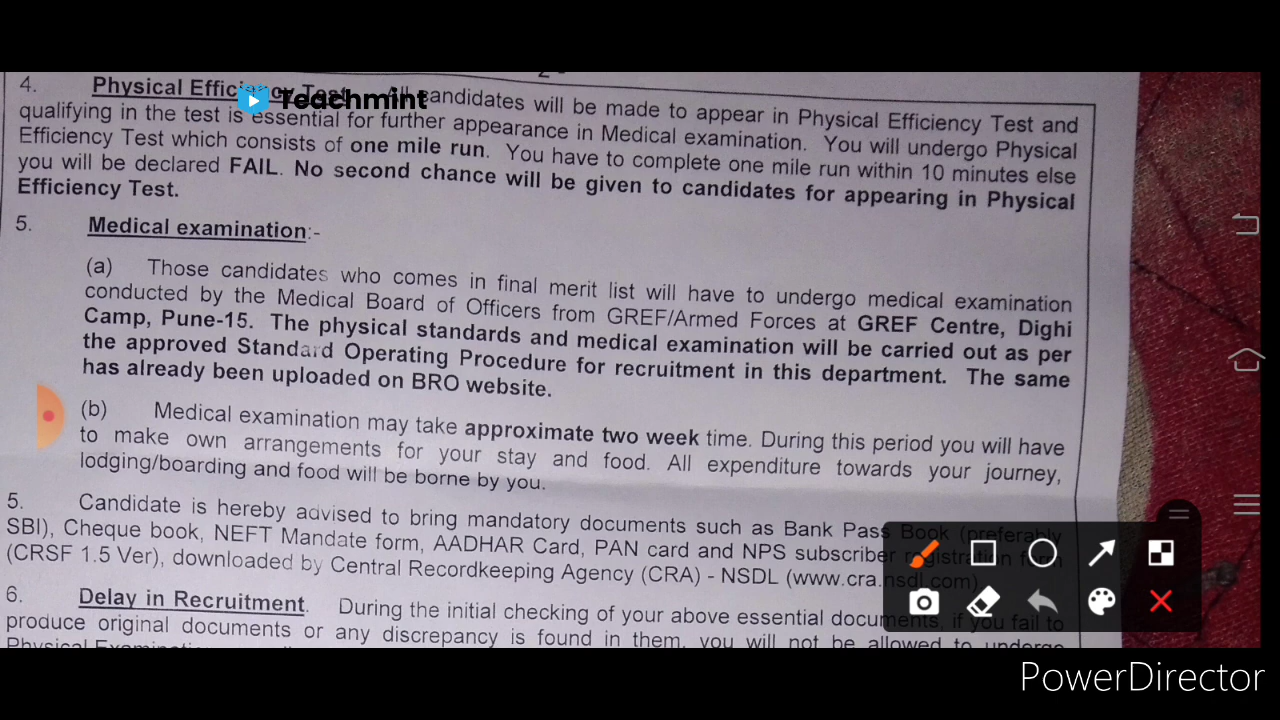 2 -
4. Physical Efficiency Test. All candidates will be made to appear in Physical Efficiency Test and
Teachmint
qualifying in the test is essential for further appearance in Medical examination. You will undergo Physical
Efficiency Test which consists of one mile run. You have to complete one mile run within 10 minutes else
you will be declared FAIL. No second chance will be given to candidates for appearing in Physical
Efficiency Test.
5. Medical examination:-
(a) Those candidates who comes in final merit list will have to undergo medical examination
conducted by the Medical Board of Officers from GREF/Armed Forces at GREF Centre, Dighi
Camp, Pune-15. The physical standards and medical examination will be carried out as per
the approved Standard Operating Procedure for recruitment in this department. The same
has already been uploaded on BRO website.
(b) Medical examination may take approximate two week time. During this period you will have
to make own arrangements for your stay and food. All expenditure towards your journey,
lodging/boarding and food will be borne by you.
5. Candidate is hereby advised to bring mandatory documents such as Bank Pass Book (preferably
SBI), Cheque book, NEFT Mandate form, AADHAR Card, PAN card and NPS subscriber registration form
(CRSF 1.5 Ver), downloaded by Central Recordkeeping Agency (CRA) - NSDL (www.cra.nsdl.com)
6. Delay in Recruitment. During the initial checking of your above essential documents, if you fail to
produce original documents or any discrepancy is found in them, you will not be allowed to undergo
Physical Examination
PowerDirector